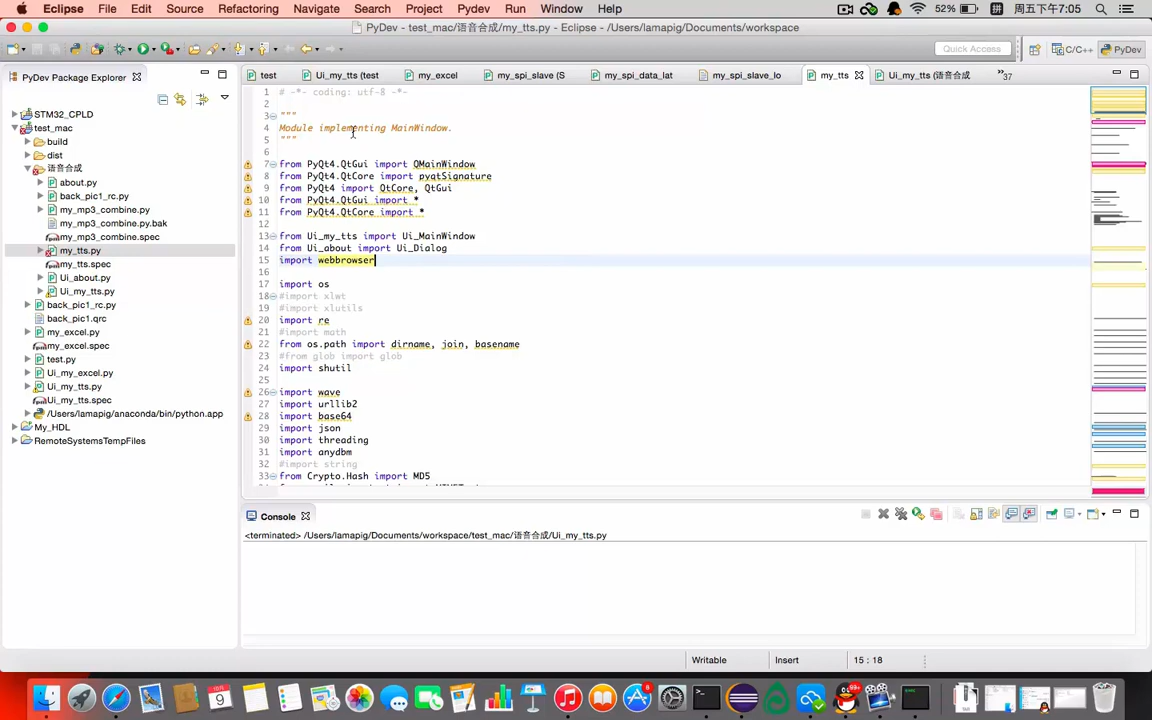 Eclipse File Edit Source Refactoring Navigate Search Project Pydev Run Window Help 52% 拼 周五下午7:05
PyDev - test_mac/语音合成/my_tts.py - Eclipse - /Users/lamapig/Documents/workspace
Quick Access C/C++ PyDev
PyDev Package Explorer
test Ui_my_tts (test my_excel my_spi_slave (S my_spi_data_lat my_spi_slave_lo my_tts Ui_my_tts (语音合成 »37
STM32_CPLD
test_mac
build
dist
语音合成
about.py
back_pic1_rc.py
my_mp3_combine.py
my_mp3_combine.py.bak
my_mp3_combine.spec
my_tts.py
my_tts.spec
Ui_about.py
Ui_my_tts.py
back_pic1_rc.py
back_pic1.qrc
my_excel.py
my_excel.spec
test.py
Ui_my_excel.py
Ui_my_tts.py
Ui_my_tts.spec
/Users/lamapig/anaconda/bin/python.app
My_HDL
RemoteSystemsTempFiles
1 # -*- coding: utf-8 -*-
2
3 """
4 Module implementing MainWindow.
5 """
6
7 from PyQt4.QtGui import QMainWindow
8 from PyQt4.QtCore import pyqtSignature
9 from PyQt4 import QtCore, QtGui
10 from PyQt4.QtGui import *
11 from PyQt4.QtCore import *
12
13 from Ui_my_tts import Ui_MainWindow
14 from Ui_about import Ui_Dialog
15 import webbrowser
16
17 import os
18 #import xlwt
19 #import xlutils
20 import re
21 #import math
22 from os.path import dirname, join, basename
23 #from glob import glob
24 import shutil
25
26 import wave
27 import urllib2
28 import base64
29 import json
30 import threading
31 import anydbm
32 #import string
33 from Crypto.Hash import MD5
Console
<terminated> /Users/lamapig/Documents/workspace/test_mac/语音合成/Ui_my_tts.py
Writable Insert 15 : 18
9
8
99+